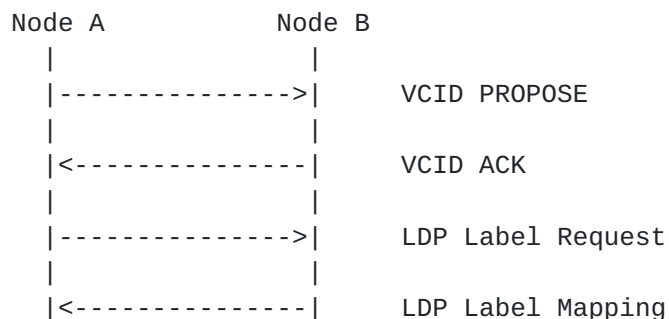 Node A Node B
| |
|--------------->| VCID PROPOSE
| |
|<---------------| VCID ACK
| |
|--------------->| LDP Label Request
| |
|<---------------| LDP Label Mapping